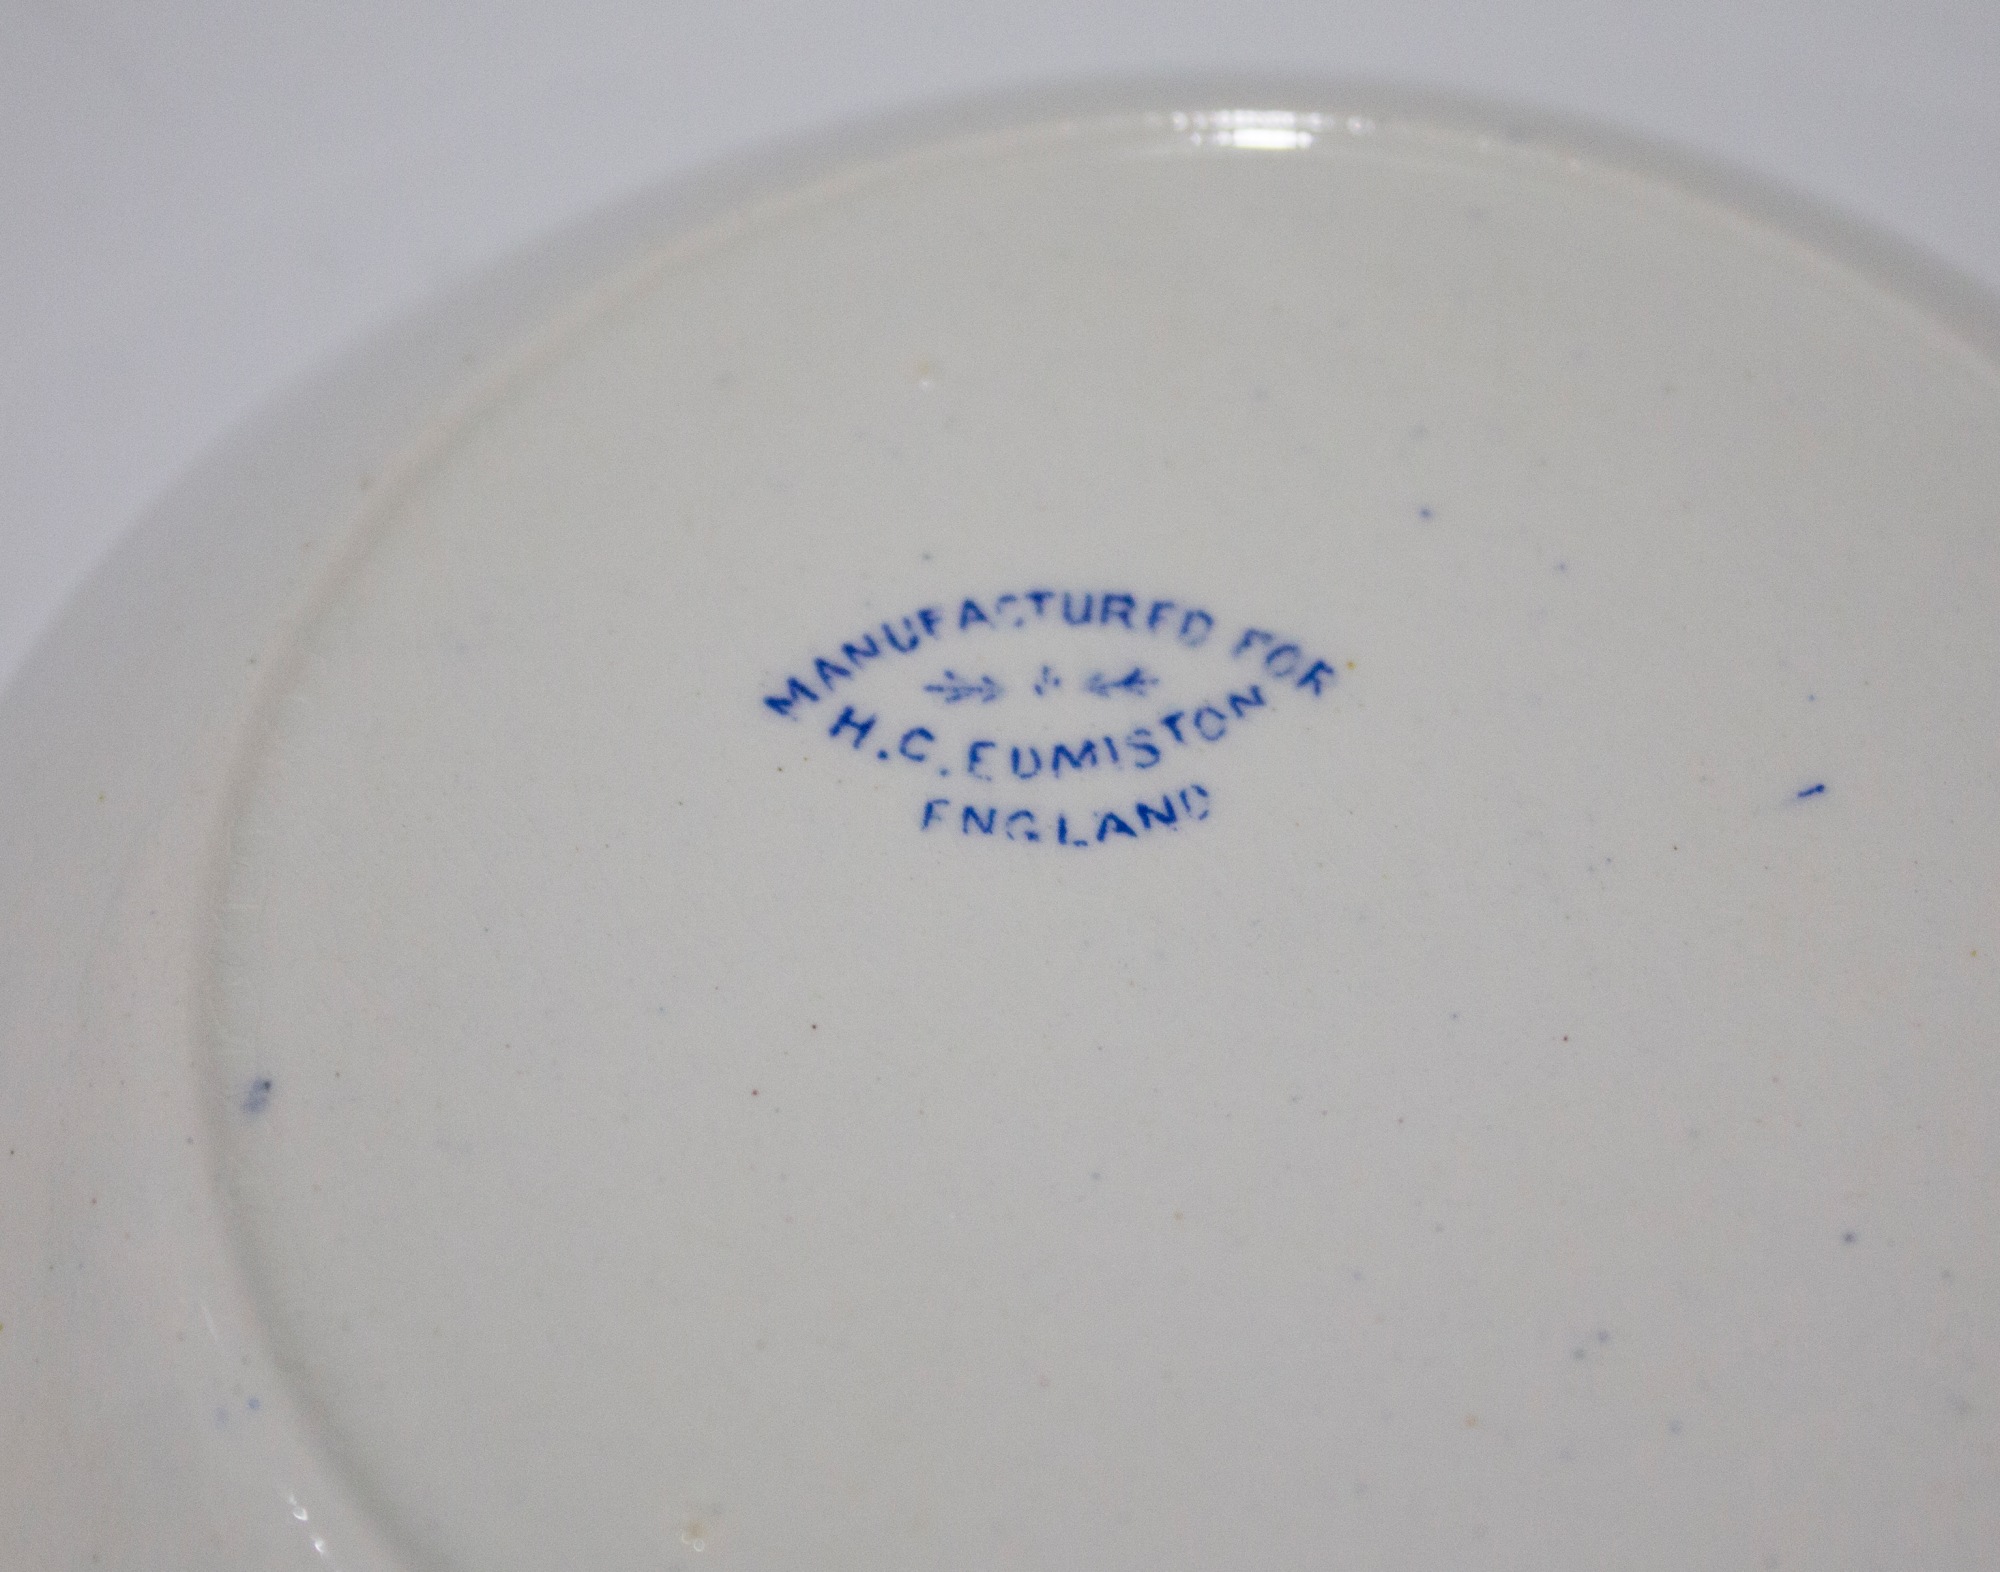 MANUFACTURED FOR
H.C. EDMISTON
ENGLAND